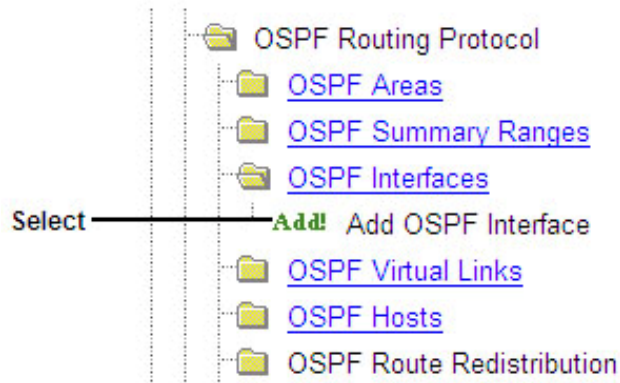 OSPF Routing Protocol
OSPF Areas
OSPF Summary Ranges
OSPF Interfaces
Select Add! Add OSPF Interface
OSPF Virtual Links
OSPF Hosts
OSPF Route Redistribution